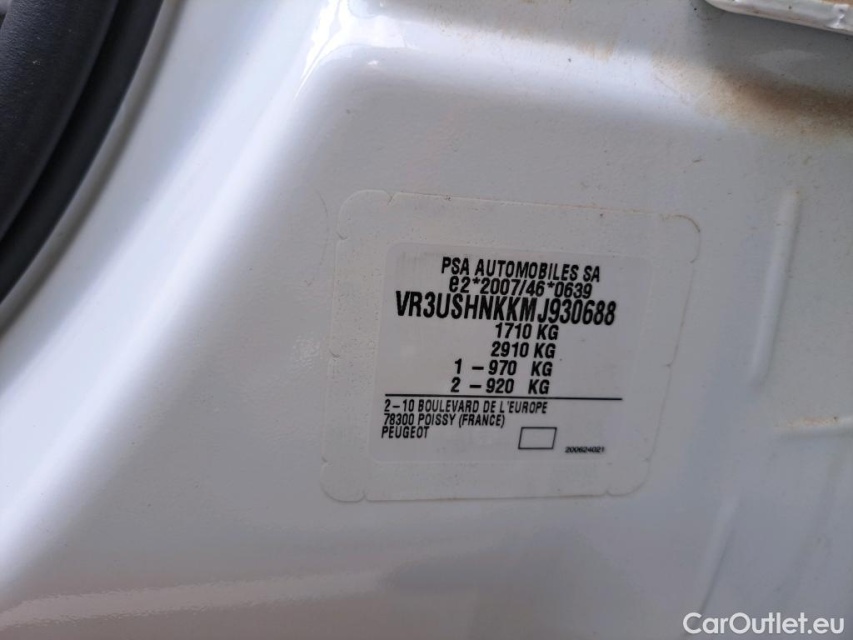 PSA AUTOMOBILES SA
e2*2007/46*0639
VR3USHNKKMJ930688
1710 KG
2910 KG
1 - 970 KG
2 - 920 KG
2-10 BOULEVARD DE L'EUROPE
78300 POISSY (FRANCE)
PEUGEOT
200624021
CarOutlet.eu